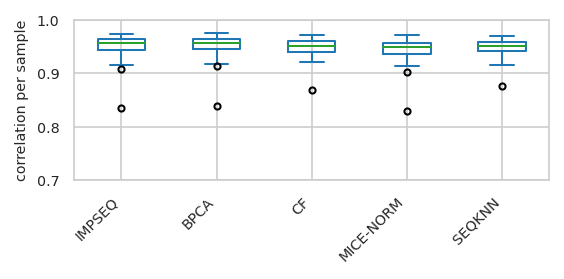 correlation per sample
1.0
0.9
0.8
0.7
IMPSEQ
BPCA
CF
MICE-NORM
SEQKNN